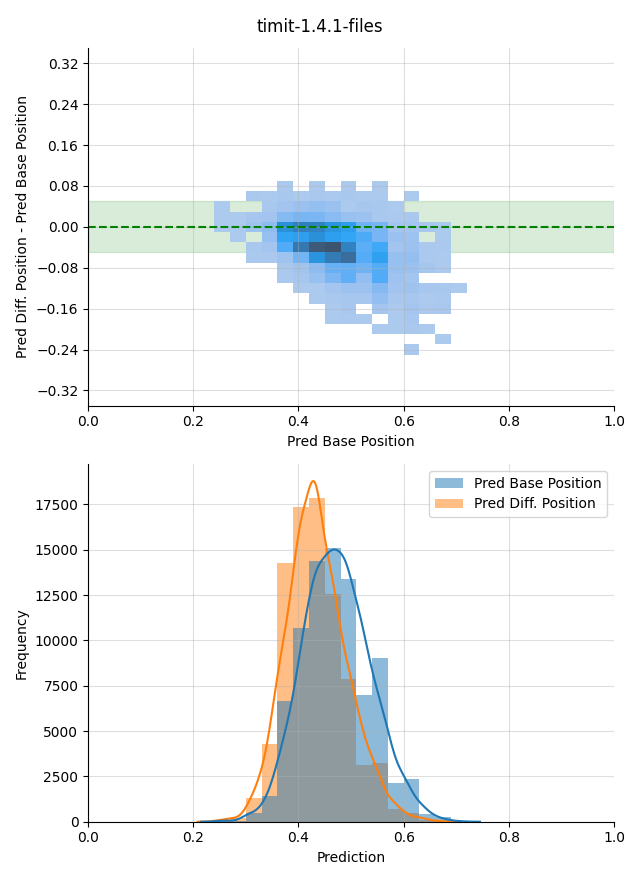 timit-1.4.1-files
Pred Diff. Position - Pred Base Position
0.32
0.24
0.16
0.08
0.00
−0.08
−0.16
−0.24
−0.32
0.0 0.2 0.4 0.6 0.8 1.0
Pred Base Position
Frequency
17500
15000
12500
10000
7500
5000
2500
0
Pred Base Position
Pred Diff. Position
0.0 0.2 0.4 0.6 0.8 1.0
Prediction